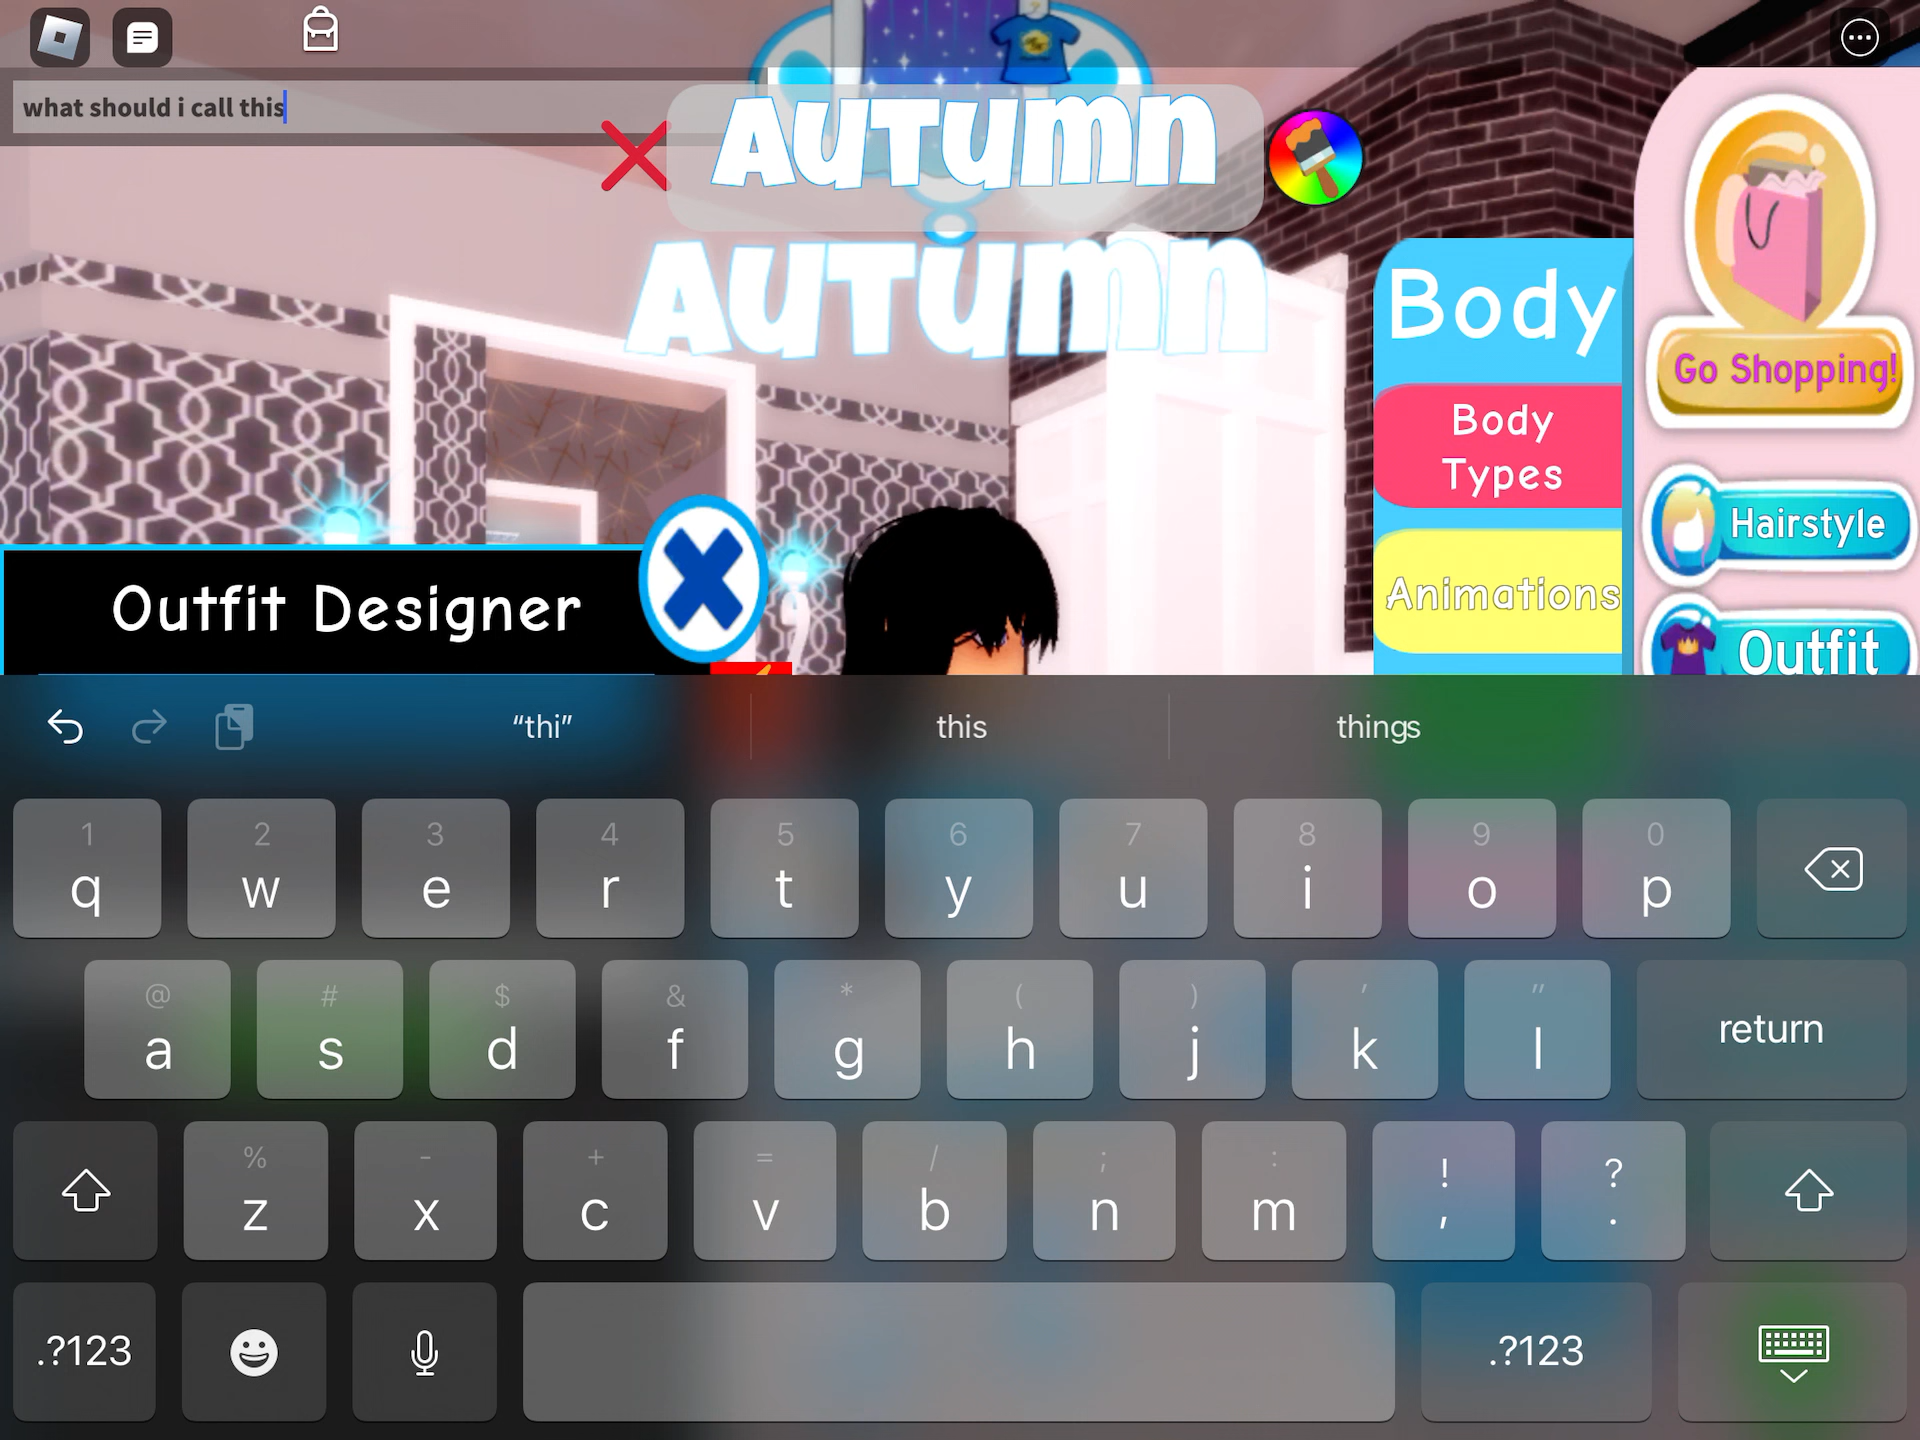 what should i call this
AUTUMN
AUTUMN
Body
Go Shopping!
Body
Types
Hairstyle
Animations
Outfit Designer
Outfit
“thi” this things
1 2 3 4 5 6 7 8 9 0
q w e r t y u i o p
@ # $ & * ( ) ' "
a s d f g h j k l return
% - + = / ; : ! ?
z x c v b n m , .
.?123 .?123